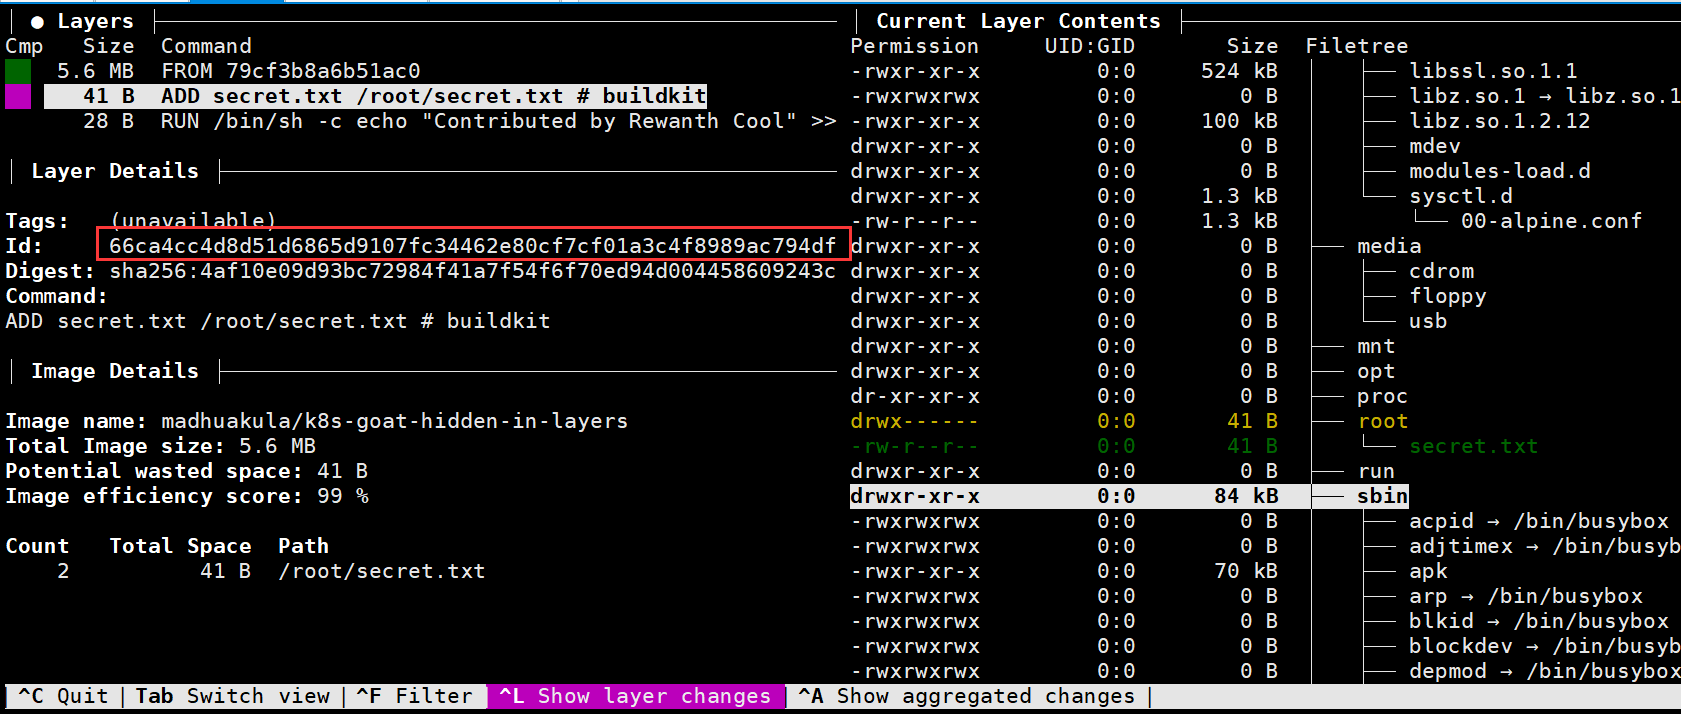 ● Layers
Cmp Size Command
5.6 MB FROM 79cf3b8a6b51ac0
41 B ADD secret.txt /root/secret.txt # buildkit
28 B RUN /bin/sh -c echo "Contributed by Rewanth Cool" >>
Layer Details
Tags: (unavailable)
Id: 66ca4cc4d8d51d6865d9107fc34462e80cf7cf01a3c4f8989ac794df
Digest: sha256:4af10e09d93bc72984f41a7f54f6f70ed94d004458609243c
Command:
ADD secret.txt /root/secret.txt # buildkit
Image Details
Image name: madhuakula/k8s-goat-hidden-in-layers
Total Image size: 5.6 MB
Potential wasted space: 41 B
Image efficiency score: 99 %
Count Total Space Path
2 41 B /root/secret.txt
Current Layer Contents
Permission UID:GID Size Filetree
-rwxr-xr-x 0:0 524 kB ├── libssl.so.1.1
-rwxrwxrwx 0:0 0 B ├── libz.so.1 → libz.so.1
-rwxr-xr-x 0:0 100 kB ├── libz.so.1.2.12
drwxr-xr-x 0:0 0 B ├── mdev
drwxr-xr-x 0:0 0 B ├── modules-load.d
drwxr-xr-x 0:0 1.3 kB └── sysctl.d
-rw-r--r-- 0:0 1.3 kB └── 00-alpine.conf
drwxr-xr-x 0:0 0 B ├── media
drwxr-xr-x 0:0 0 B ├── cdrom
drwxr-xr-x 0:0 0 B ├── floppy
drwxr-xr-x 0:0 0 B └── usb
drwxr-xr-x 0:0 0 B ├── mnt
drwxr-xr-x 0:0 0 B ├── opt
dr-xr-xr-x 0:0 0 B ├── proc
drwx------ 0:0 41 B ├── root
-rw-r--r-- 0:0 41 B └── secret.txt
drwxr-xr-x 0:0 0 B ├── run
drwxr-xr-x 0:0 84 kB ├── sbin
-rwxrwxrwx 0:0 0 B ├── acpid → /bin/busybox
-rwxrwxrwx 0:0 0 B ├── adjtimex → /bin/busyb
-rwxr-xr-x 0:0 70 kB ├── apk
-rwxrwxrwx 0:0 0 B ├── arp → /bin/busybox
-rwxrwxrwx 0:0 0 B ├── blkid → /bin/busybox
-rwxrwxrwx 0:0 0 B ├── blockdev → /bin/busyb
-rwxrwxrwx 0:0 0 B ├── depmod → /bin/busybox
^C Quit | Tab Switch view | ^F Filter | ^L Show layer changes | ^A Show aggregated changes |